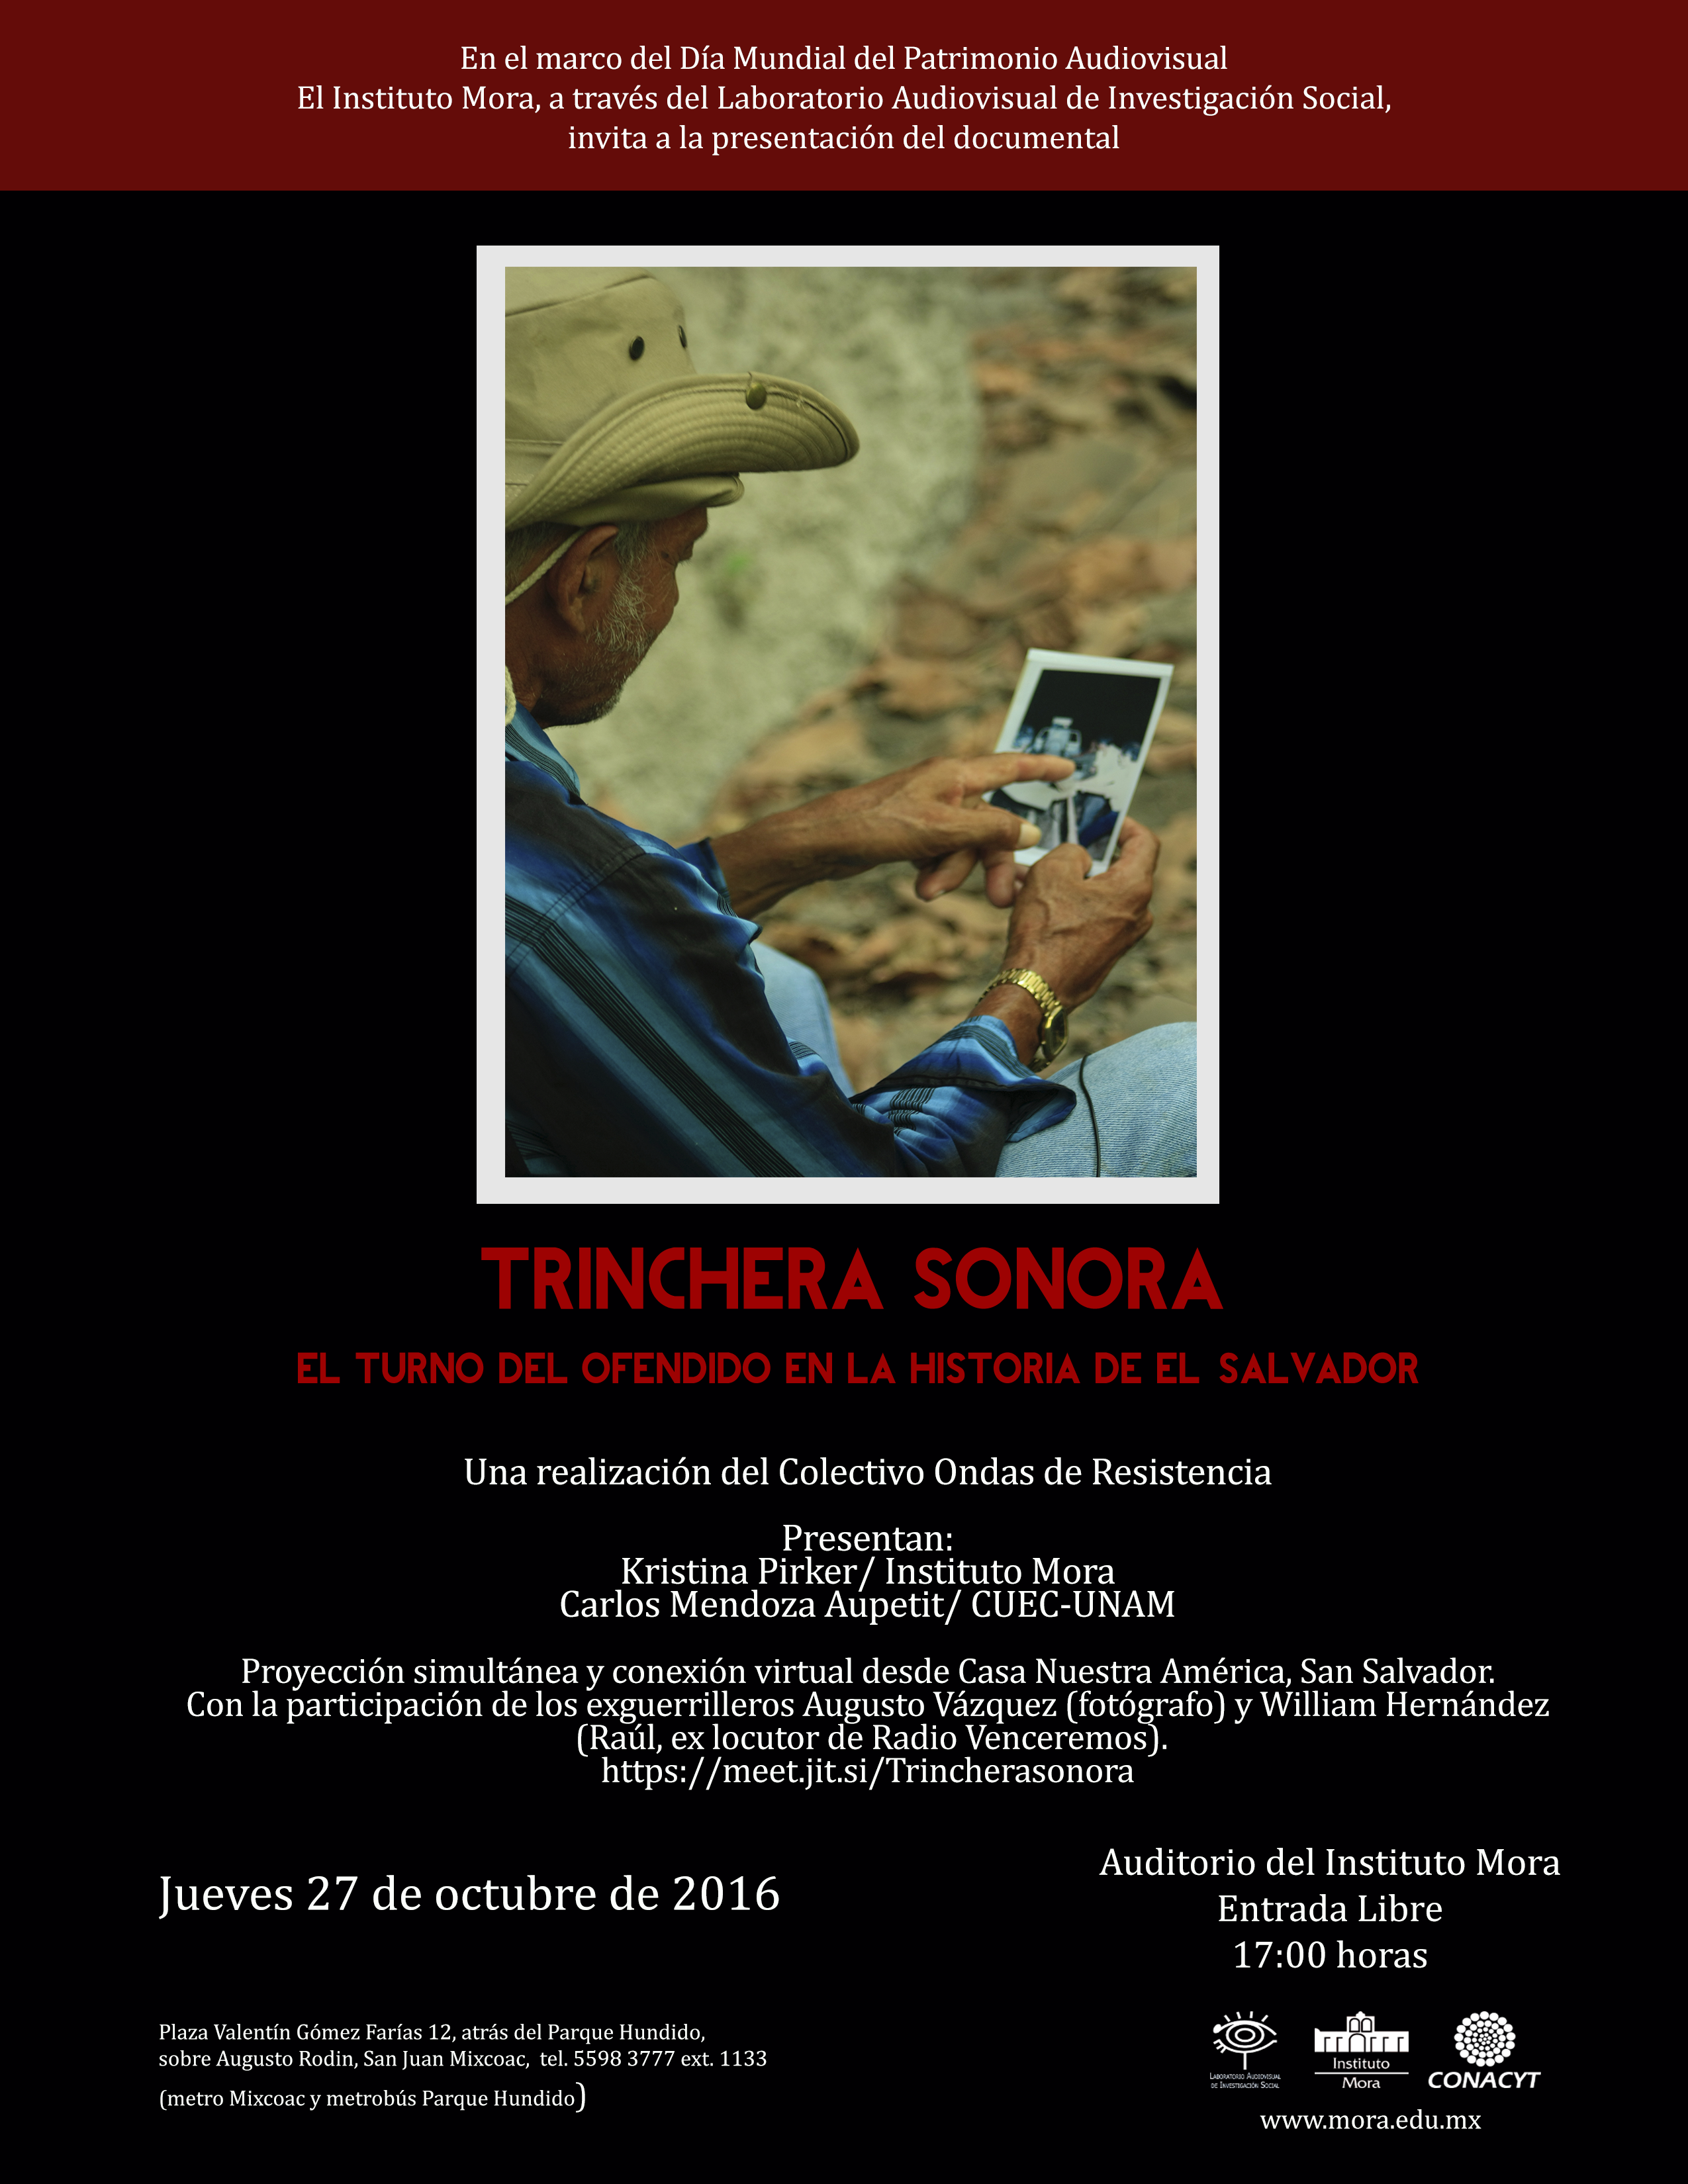 En el marco del Día Mundial del Patrimonio Audiovisual
El Instituto Mora, a través del Laboratorio Audiovisual de Investigación Social,
invita a la presentación del documental
TRINCHERA SONORA
EL TURNO DEL OFENDIDO EN LA HISTORIA DE EL SALVADOR
Una realización del Colectivo Ondas de Resistencia
Presentan:
Kristina Pirker/ Instituto Mora
Carlos Mendoza Aupetit/ CUEC-UNAM
Proyección simultánea y conexión virtual desde Casa Nuestra América, San Salvador.
Con la participación de los exguerrilleros Augusto Vázquez (fotógrafo) y William Hernández
(Raúl, ex locutor de Radio Venceremos).
https://meet.jit.si/Trincherasonora
Jueves 27 de octubre de 2016
Auditorio del Instituto Mora
Entrada Libre
17:00 horas
Plaza Valentín Gómez Farías 12, atrás del Parque Hundido,
sobre Augusto Rodin, San Juan Mixcoac, tel. 5598 3777 ext. 1133
(metro Mixcoac y metrobús Parque Hundido)
Laboratorio Audiovisual
de Investigación Social
Instituto
Mora
CONACYT
www.mora.edu.mx